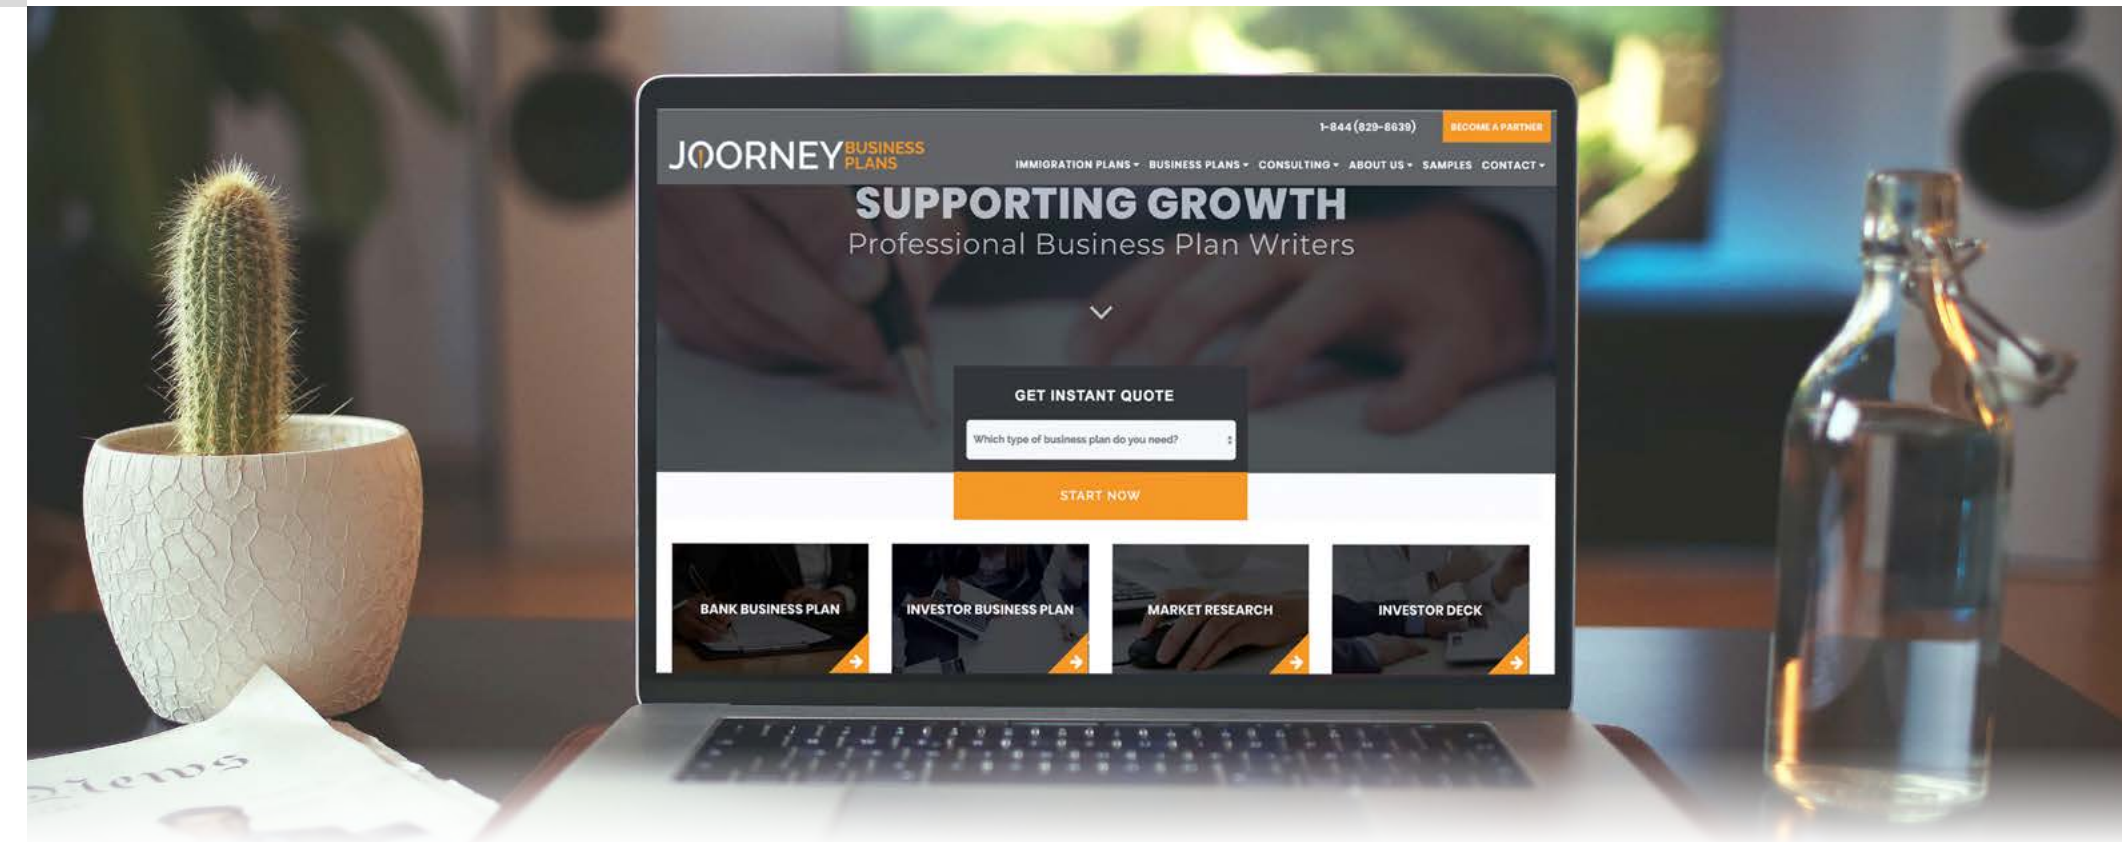 1-844(829-8639)
BECOME A PARTNER
JOORNEY BUSINESS
PLANS
IMMIGRATION PLANS BUSINESS PLANS CONSULTING ABOUT US SAMPLES CONTACT
SUPPORTING GROWTH
Professional Business Plan Writers
GET INSTANT QUOTE
Which type of business plan do you need?
START NOW
BANK BUSINESS PLAN
INVESTOR BUSINESS PLAN
MARKET RESEARCH
INVESTOR DECK
News